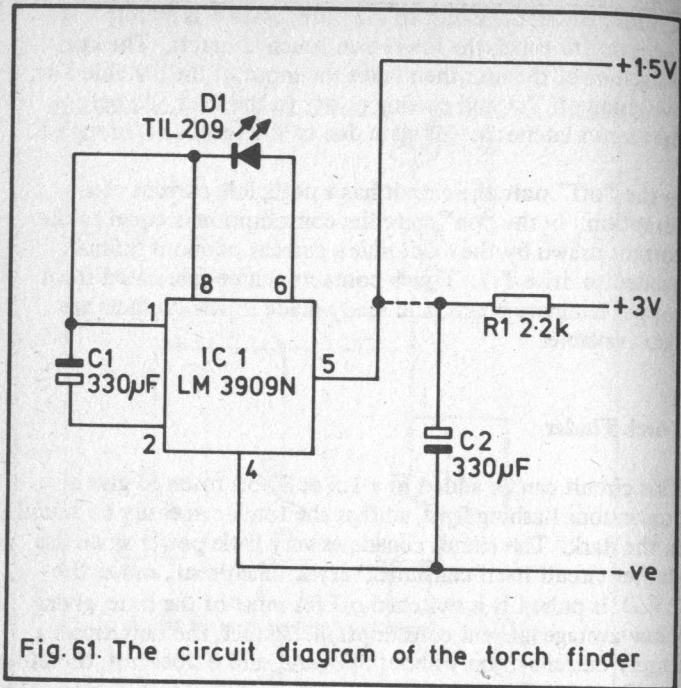 +1·5V
D1
TIL209
8
6
1
IC 1
LM 3909N
5
2
4
C1
330µF
+3V
R1 2·2k
C2
330µF
-ve
Fig. 61. The circuit diagram of the torch finder